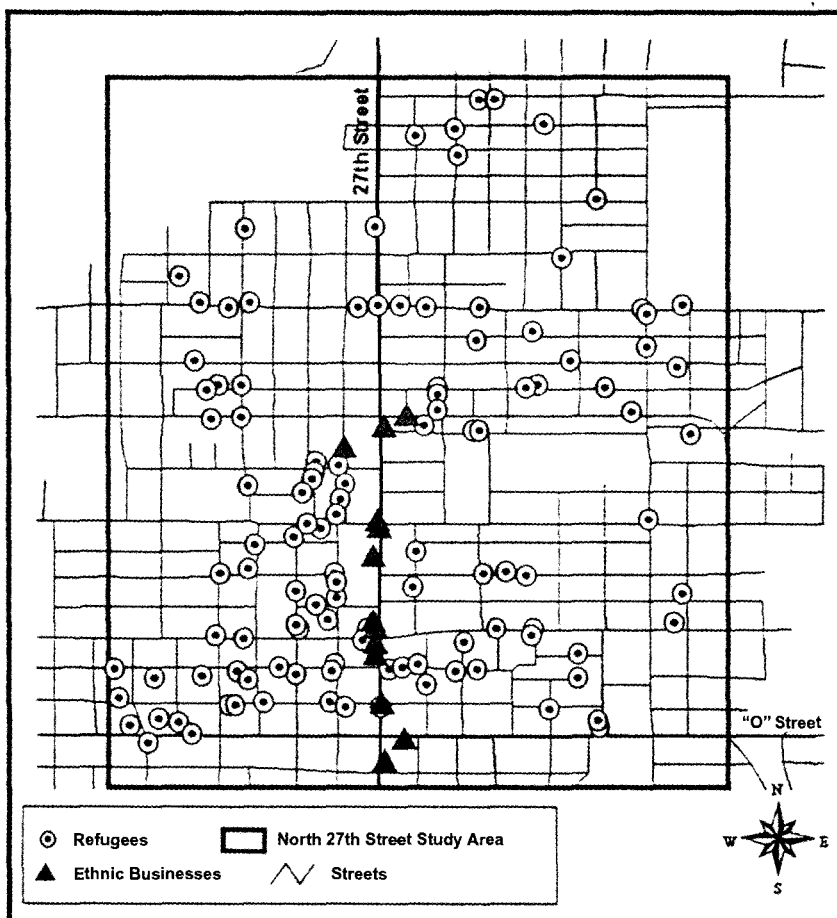 27th Street
"O" Street
N
W E
S
Refugees North 27th Street Study Area
Ethnic Businesses Streets